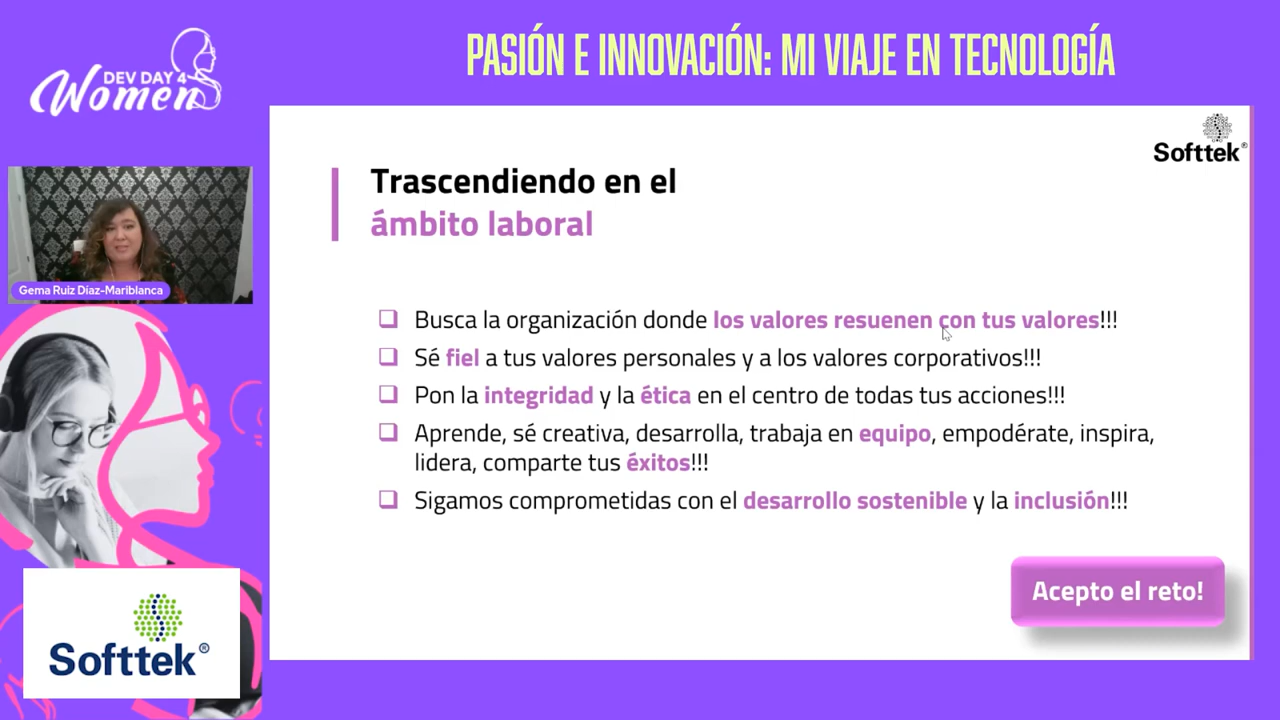 DEV DAY 4
Women
PASIÓN E INNOVACIÓN: MI VIAJE EN TECNOLOGÍA
Softtek®
Trascendiendo en el
ámbito laboral
Gema Ruiz Díaz-Mariblanca
Busca la organización donde los valores resuenen con tus valores!!!
Sé fiel a tus valores personales y a los valores corporativos!!!
Pon la integridad y la ética en el centro de todas tus acciones!!!
Aprende, sé creativa, desarrolla, trabaja en equipo, empodérate, inspira,
lidera, comparte tus éxitos!!!
Sigamos comprometidas con el desarrollo sostenible y la inclusión!!!
Acepto el reto!
Softtek®